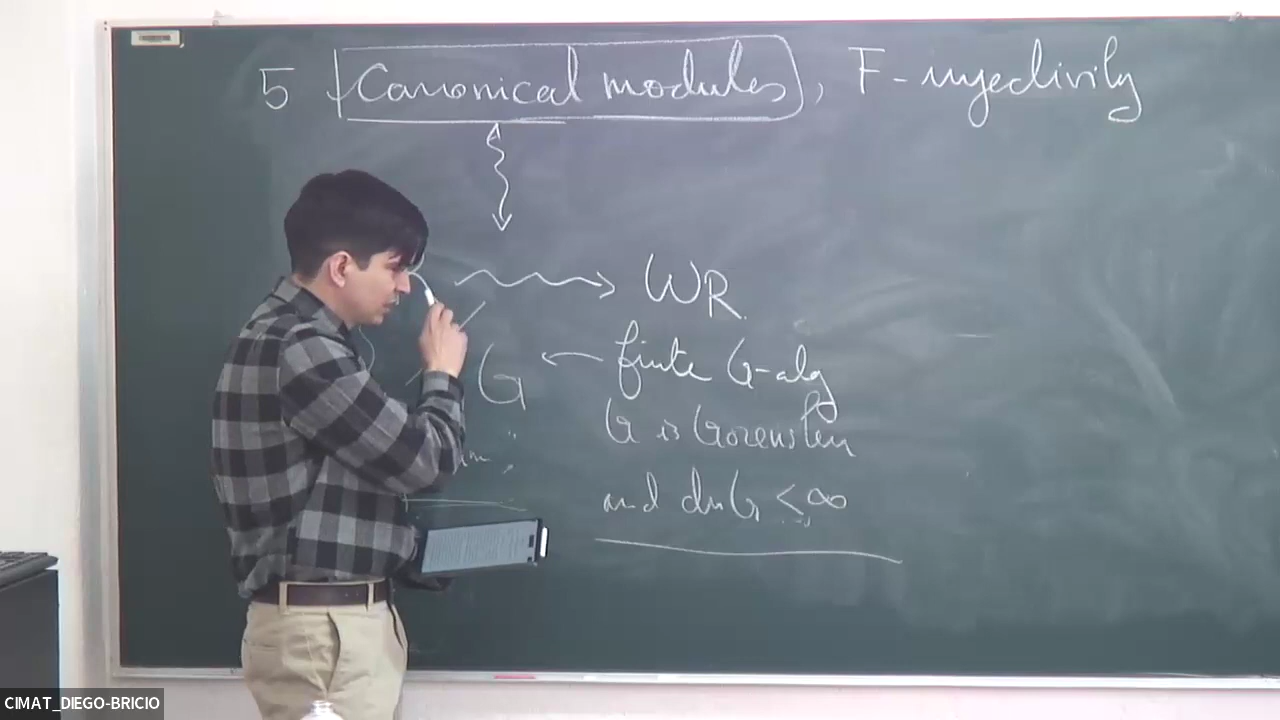 5 Canonical modules, F-injectivity
ωR
G ← finite G-alg
G is Gorenstein
and dim G < ∞
CIMAT_DIEGO-BRICIO